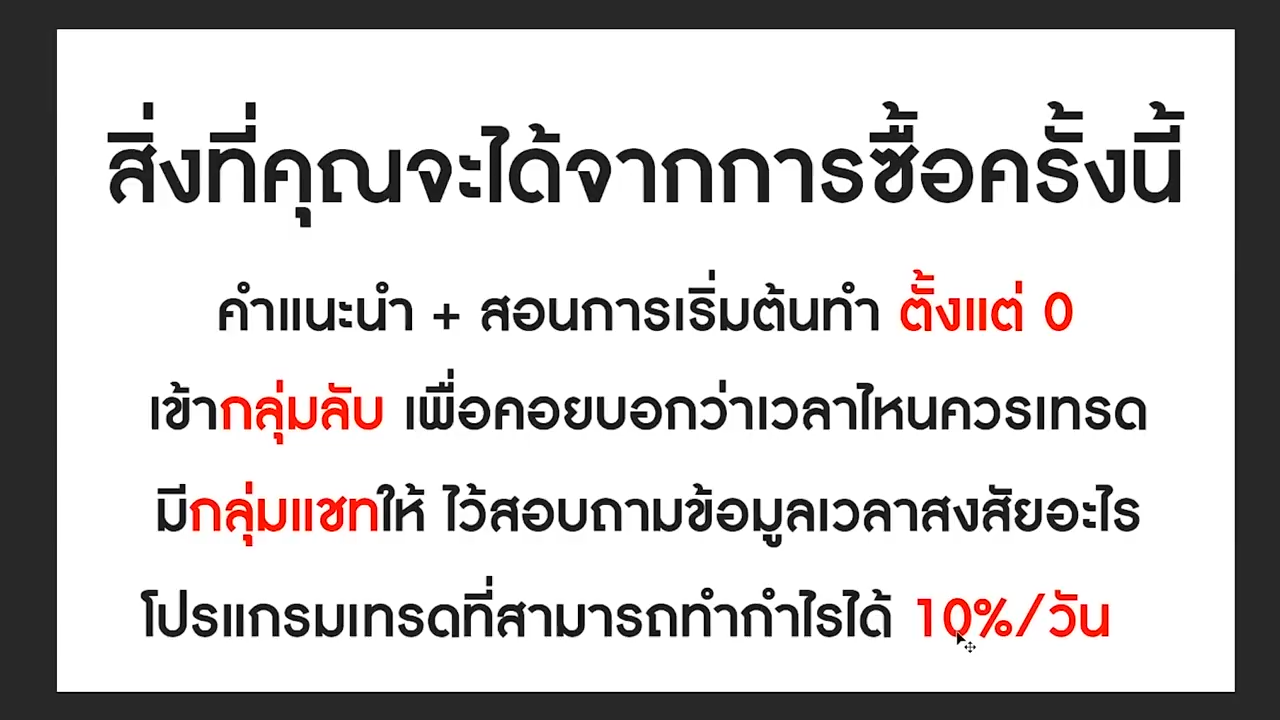 สิ่งที่คุณจะได้จากการซื้อครั้งนี้
คำแนะนำ + สอนการเริ่มต้นทำ ตั้งแต่ 0
เข้ากลุ่มลับ เพื่อคอยบอกว่าเวลาไหนควรเทรด
มีกลุ่มแชทให้ ไว้สอบถามข้อมูลเวลาสงสัยอะไร
โปรแกรมเทรดที่สามารถทำกำไรได้ 10%/วัน